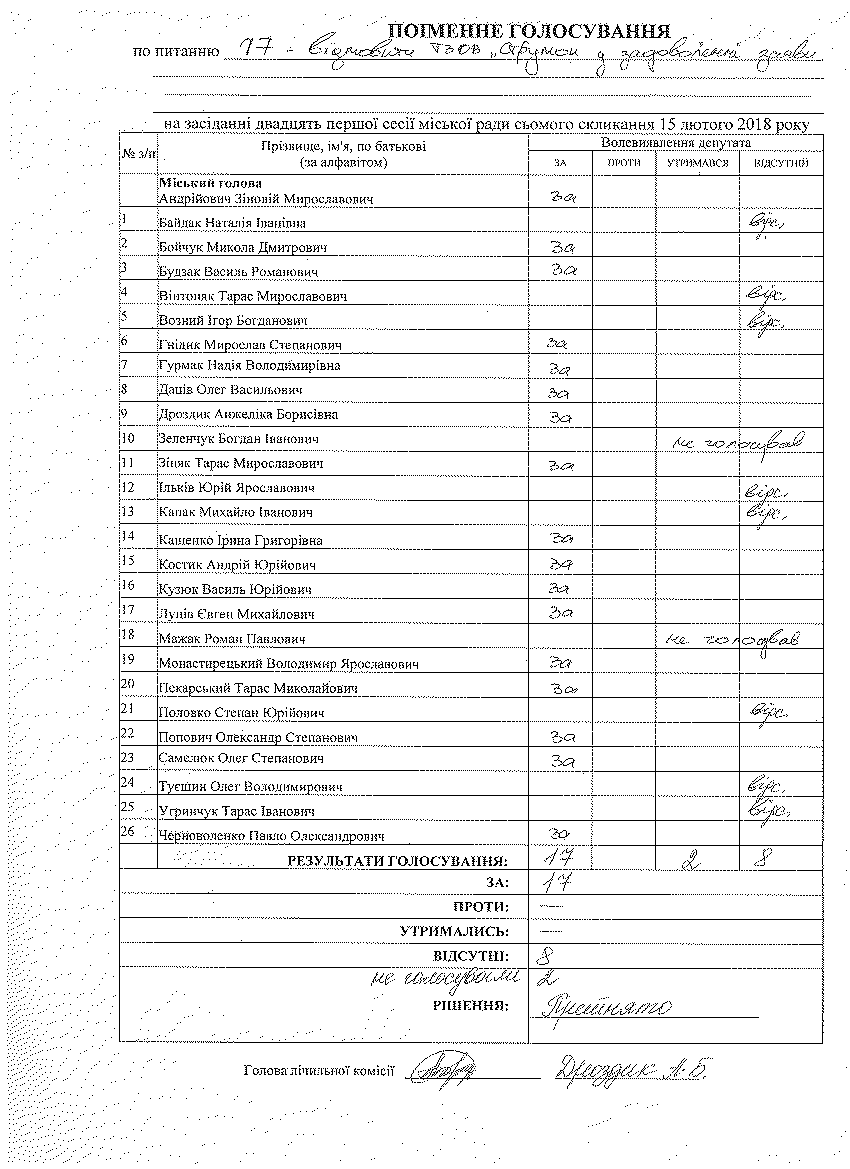 ПОІМЕННЕ ГОЛОСУВАННЯ
по питанню 17 - відмовити ТзОВ „Струмок у задоволенні заяви
на засіданні двадцять першої сесії міської ради сьомого скликання 15 лютого 2018 року
№ з/п Прізвище, ім'я, по батькові (за алфавітом) Волевиявлення депутата
ЗА ПРОТИ УТРИМАВСЯ ВІДСУТНІЙ
Міський голова
Андрійович Зіновій Мирославович за
1 Байдак Наталія Іванівна відс.
2 Бойчук Микола Дмитрович за
3 Будзак Василь Романович за
4 Вінтоняк Тарас Мирославович відс.
5 Возний Ігор Богданович відс.
6 Гнідик Мирослав Степанович за
7 Гурмак Надія Володимирівна за
8 Даців Олег Васильович за
9 Дроздик Анжеліка Борисівна за
10 Зеленчук Богдан Іванович не голосував
11 Зіняк Тарас Мирославович за
12 Ільків Юрій Ярославович відс.
13 Капак Михайло Іванович відс.
14 Кащенко Ірина Григорівна за
15 Костик Андрій Юрійович за
16 Кузюк Василь Юрійович за
17 Луців Євген Михайлович за
18 Мажак Роман Павлович не голосував
19 Монастирецький Володимир Ярославович за
20 Пекарський Тарас Миколайович за
21 Половко Степан Юрійович відс.
22 Попович Олександр Степанович за
23 Самелюк Олег Степанович за
24 Туєшин Олег Володимирович відс.
25 Угринчук Тарас Іванович відс.
26 Черноволенко Павло Олександрович за
РЕЗУЛЬТАТИ ГОЛОСУВАННЯ: 17 2 8
ЗА: 17
ПРОТИ: —
УТРИМАЛИСЬ: —
ВІДСУТНІ: 8
не голосували 2
РІШЕННЯ: Прийнято
Голова лічильної комісії Дроздик А. Б.